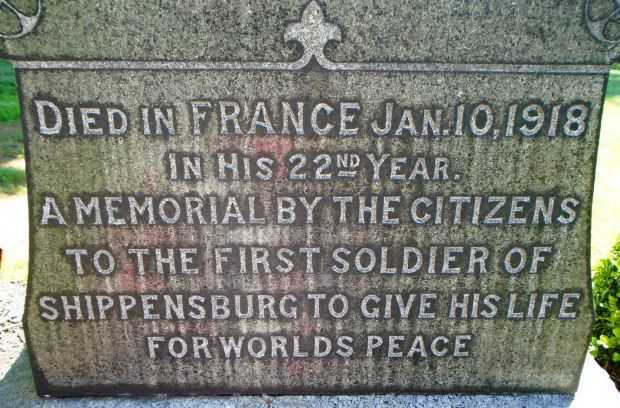 DIED IN FRANCE JAN. 10, 1918
IN HIS 22ND YEAR.
A MEMORIAL BY THE CITIZENS
TO THE FIRST SOLDIER OF
SHIPPENSBURG TO GIVE HIS LIFE
FOR WORLDS PEACE